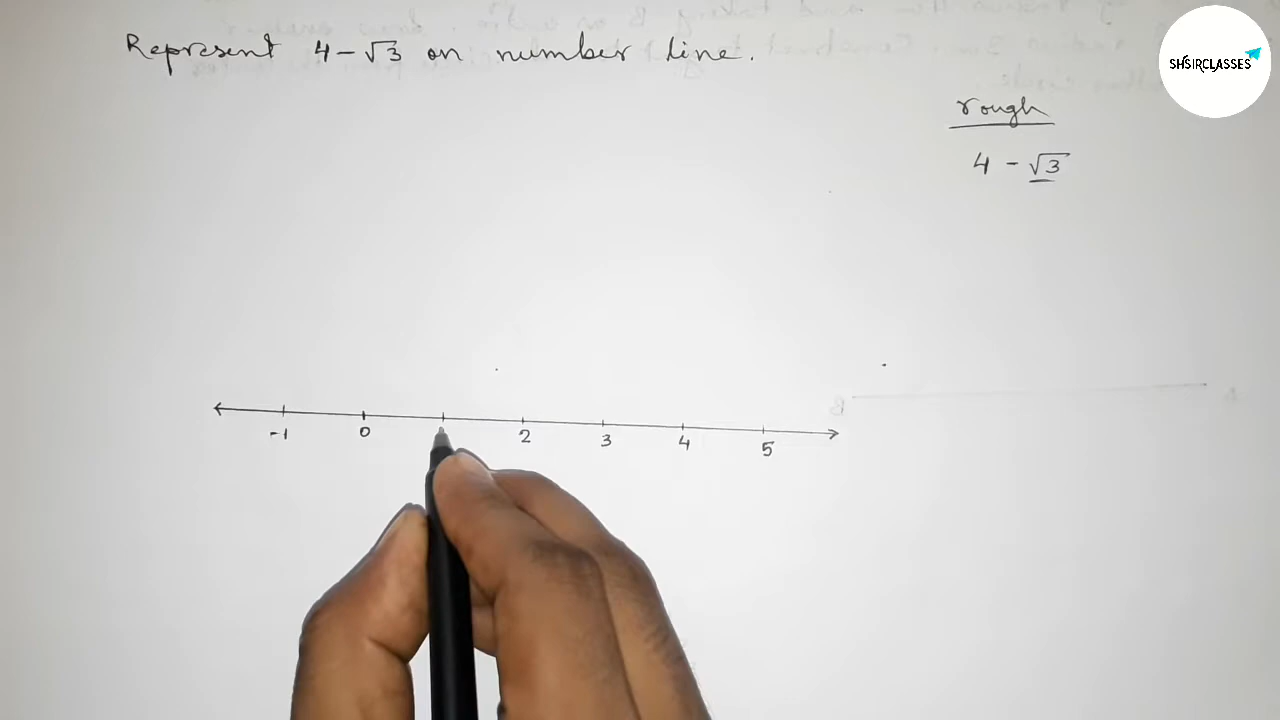 Represent 4 - √3 on number line.
SHSIRCLASSES
rough
4 - √3
-1 0 2 3 4 5
B